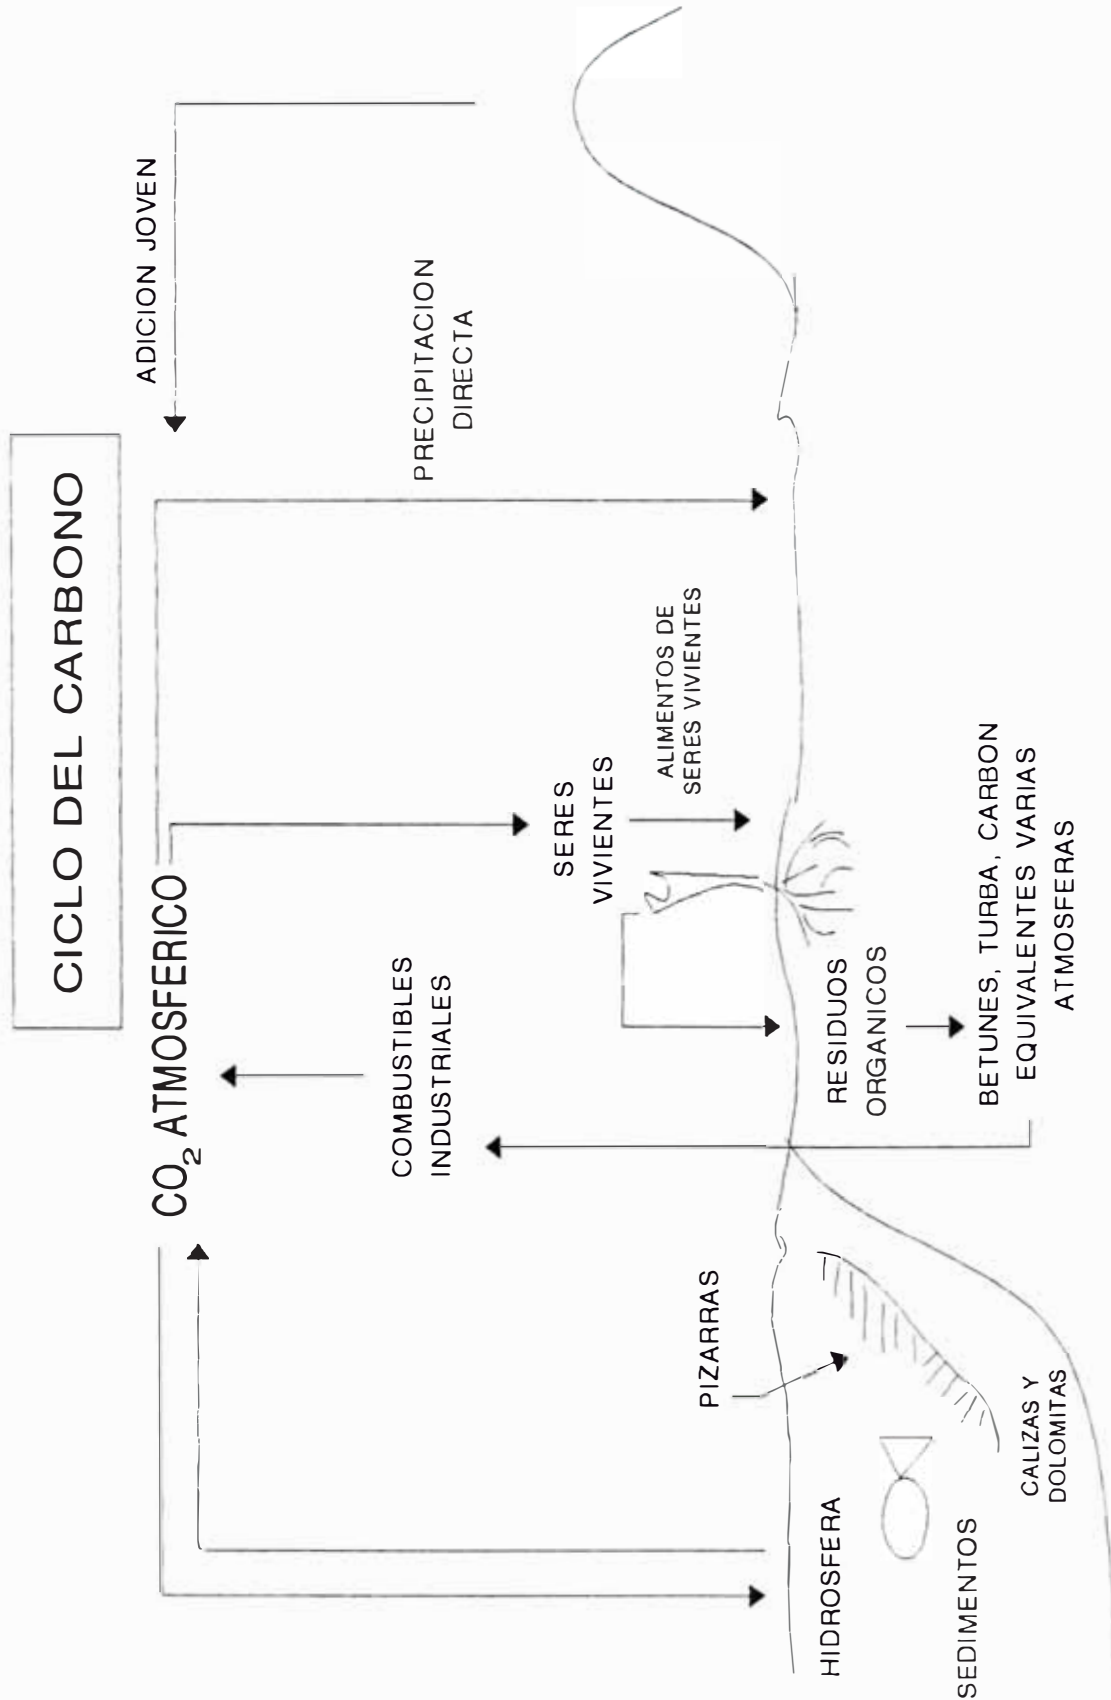 CICLO DEL CARBONO
CO2 ATMOSFERICO
ADICION JOVEN
COMBUSTIBLES
INDUSTRIALES
PRECIPITACION
DIRECTA
SERES
VIVIENTES
ALIMENTOS DE
SERES VIVIENTES
PIZARRAS
HIDROSFERA
RESIDUOS
ORGANICOS
SEDIMENTOS
CALIZAS Y
DOLOMITAS
BETUNES, TURBA, CARBON
EQUIVALENTES VARIAS
ATMOSFERAS